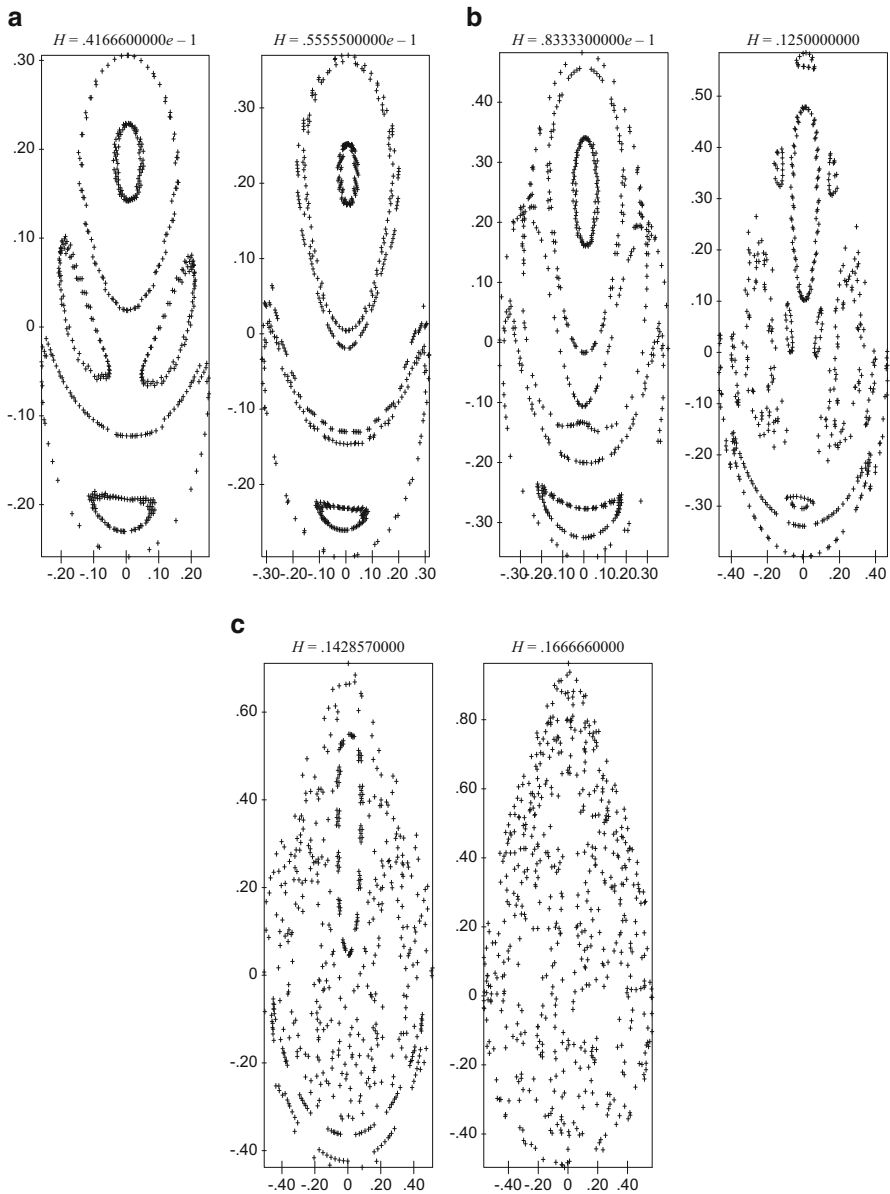 a
b
H = .4166600000e − 1
H = .5555500000e − 1
H = .8333300000e − 1
H = .1250000000
.30
.20
.10
0
-.10
-.20
-.20 -.10 0 .10 .20
.30
.20
.10
0
-.10
-.20
-.30 -.20 -.10 0 .10 .20 .30
.40
.30
.20
.10
0
-.10
-.20
-.30
-.30 -.20 -.10 0 .10 .20 .30
.50
.40
.30
.20
.10
0
-.10
-.20
-.30
-.40 -.20 0 .20 .40
c
H = .1428570000
H = .1666660000
.60
.40
.20
0
-.20
-.40
-.40 -.20 0 .20 .40
.80
.60
.40
.20
0
-.20
-.40
-.40 -.20 0 .20 .40